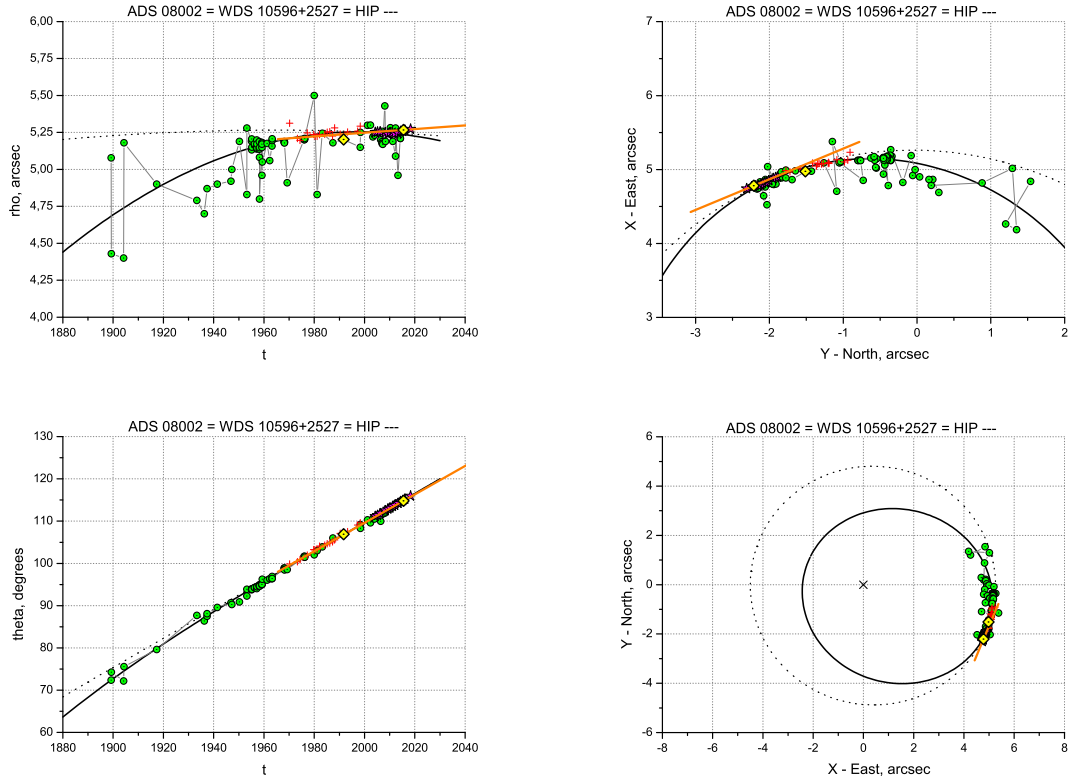 ADS 08002 = WDS 10596+2527 = HIP ---
6,00
5,75
5,50
5,25
5,00
4,75
4,50
4,25
4,00
rho, arcsec
1880 1900 1920 1940 1960 1980 2000 2020 2040
t
ADS 08002 = WDS 10596+2527 = HIP ---
7
6
5
4
3
X - East, arcsec
-3 -2 -1 0 1 2
Y - North, arcsec
ADS 08002 = WDS 10596+2527 = HIP ---
130
120
110
100
90
80
70
60
theta, degrees
1880 1900 1920 1940 1960 1980 2000 2020 2040
t
ADS 08002 = WDS 10596+2527 = HIP ---
6
4
2
0
-2
-4
-6
Y - North, arcsec
-8 -6 -4 -2 0 2 4 6 8
X - East, arcsec